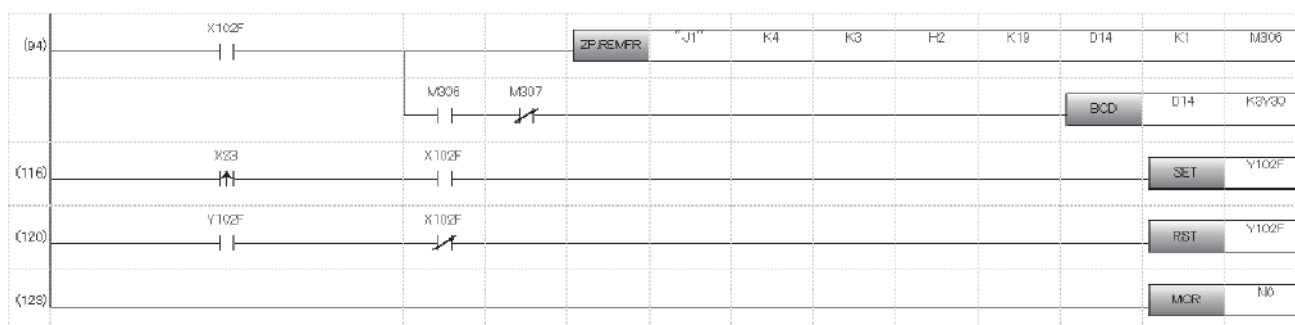 X102F
(94) ZP.REMFR "J1" K4 K3 H2 K19 D14 K1 M306
M306 M307
BCD D14 K3Y30
X23 X102F
(116) SET Y102F
Y102F X102F
(120) RST Y102F
(123) MCR N0